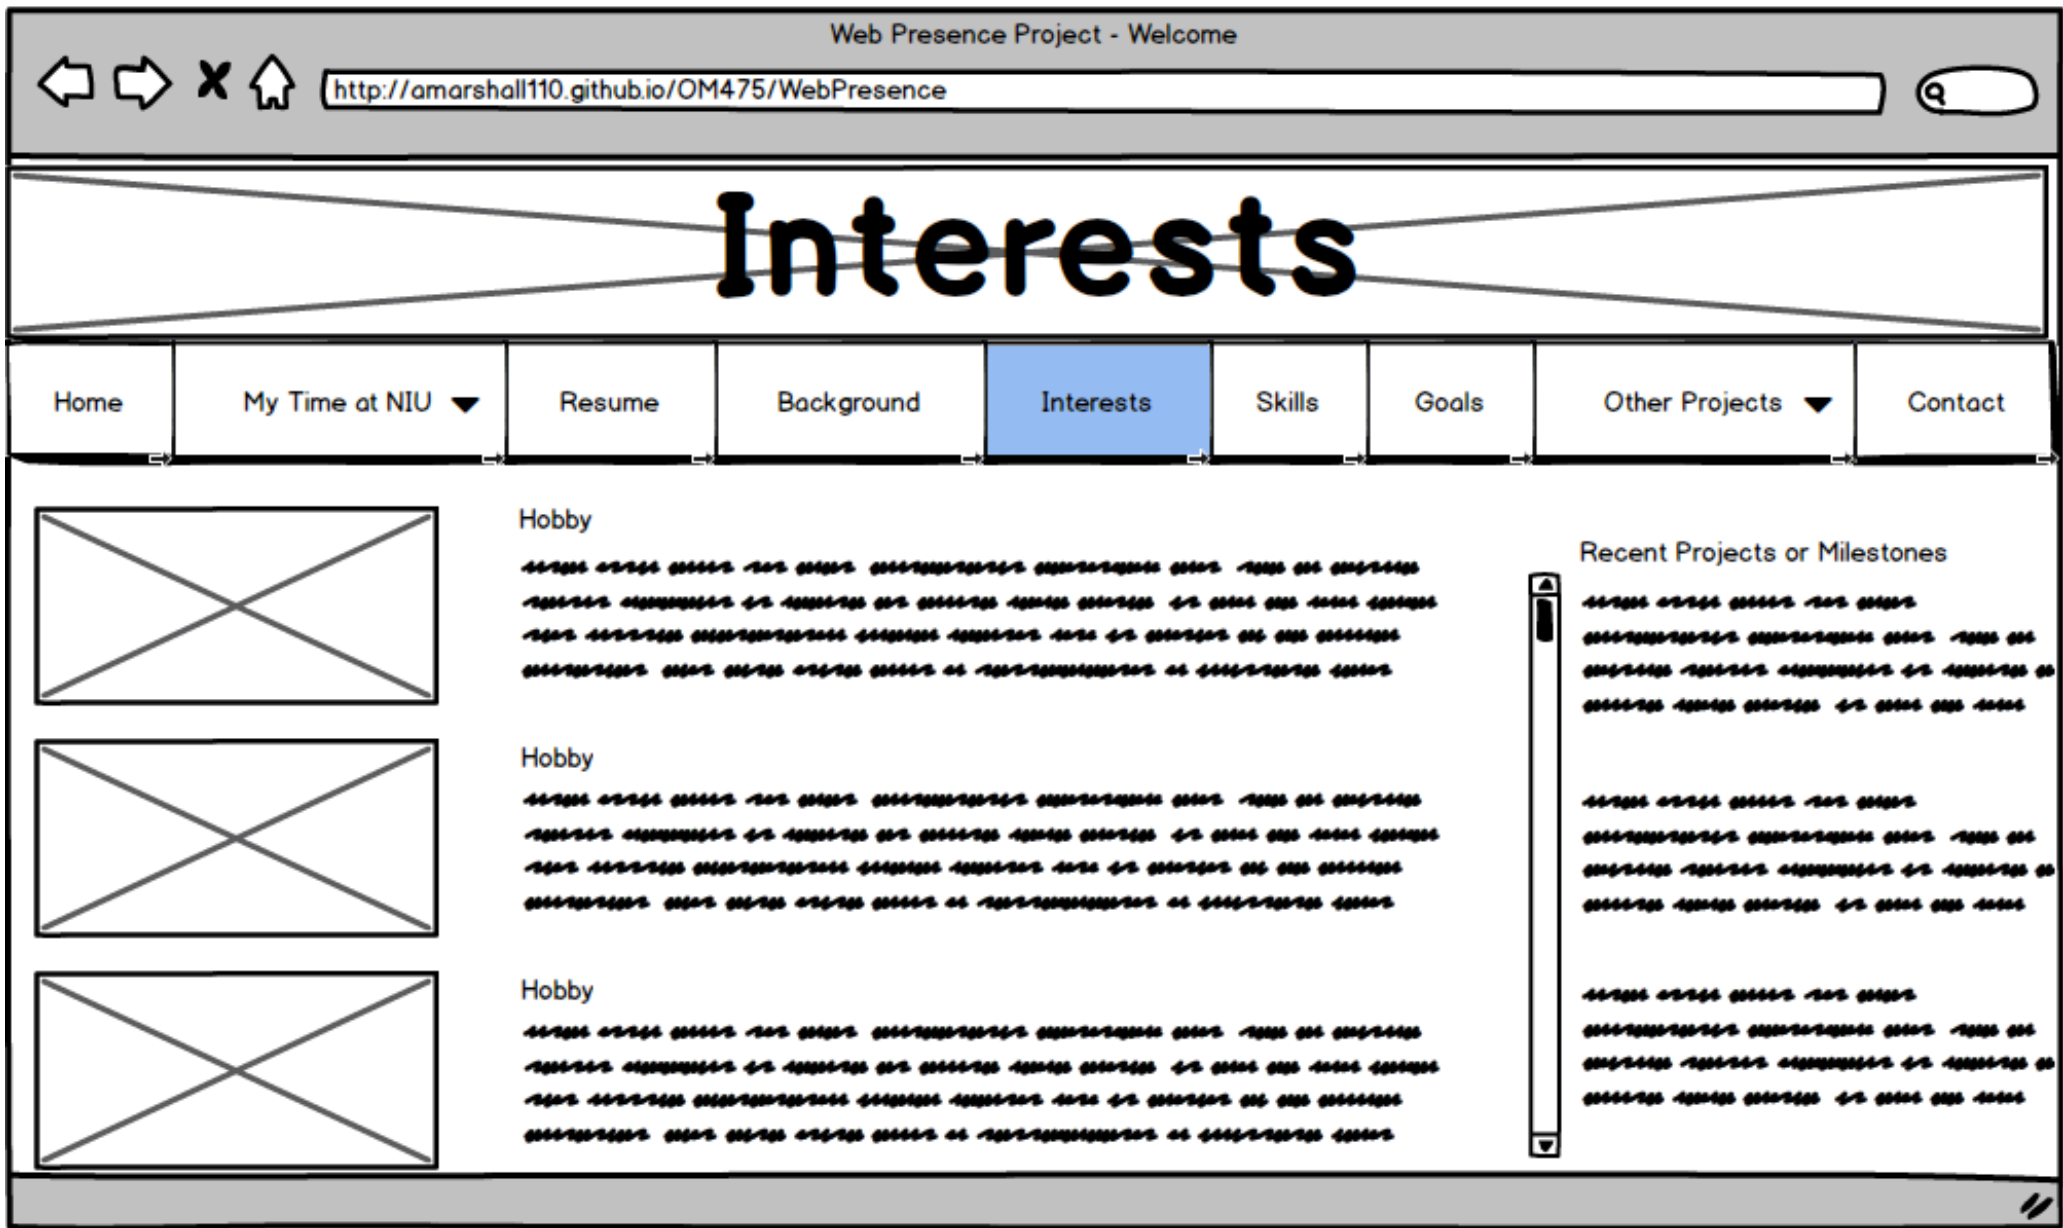 Web Presence Project - Welcome
http://amarshall110.github.io/OM475/WebPresence
Interests
Home My Time at NIU Resume Background Interests Skills Goals Other Projects Contact
Hobby
Hobby
Hobby
Recent Projects or Milestones